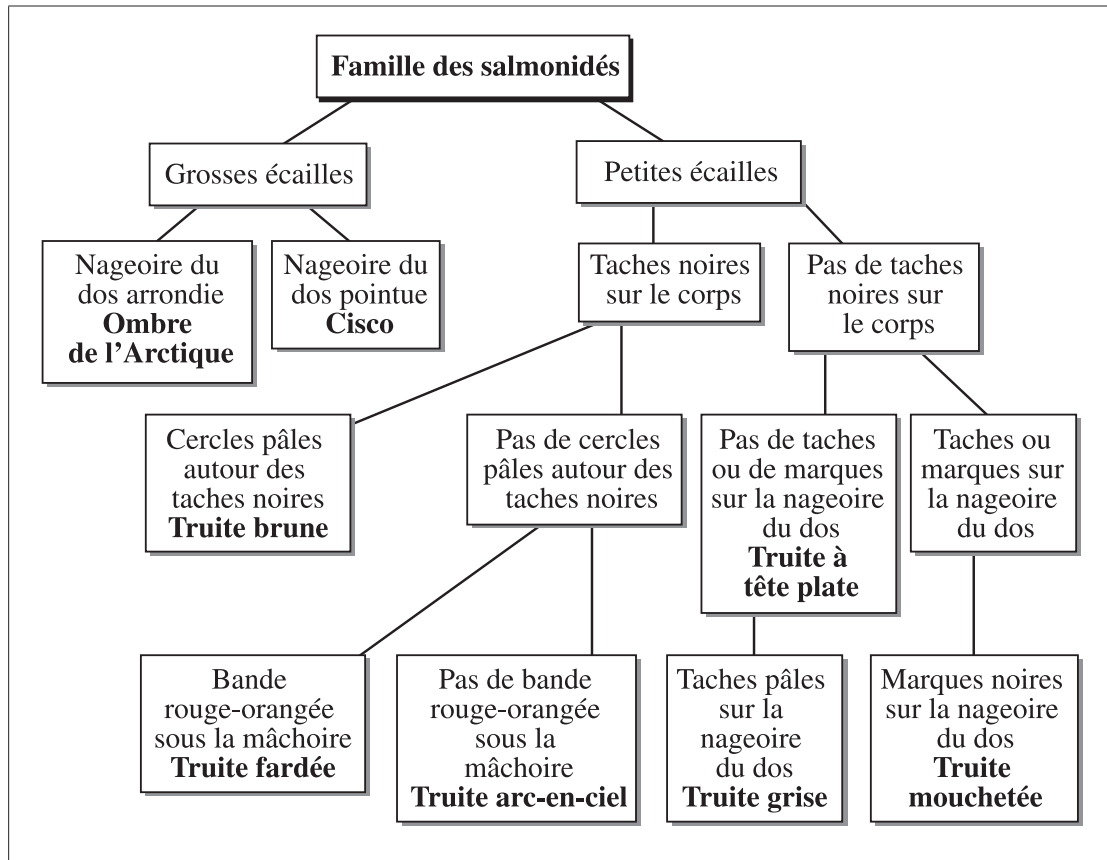 Famille des salmonidés
Grosses écailles
Petites écailles
Nageoire du
dos arrondie
Ombre
de l'Arctique
Nageoire du
dos pointue
Cisco
Taches noires
sur le corps
Pas de taches
noires sur
le corps
Cercles pâles
autour des
taches noires
Truite brune
Pas de cercles
pâles autour des
taches noires
Pas de taches
ou de marques
sur la nageoire
du dos
Truite à
tête plate
Taches ou
marques sur
la nageoire
du dos
Bande
rouge-orangée
sous la mâchoire
Truite fardée
Pas de bande
rouge-orangée
sous la
mâchoire
Truite arc-en-ciel
Taches pâles
sur la
nageoire
du dos
Truite grise
Marques noires
sur la nageoire
du dos
Truite
mouchetée